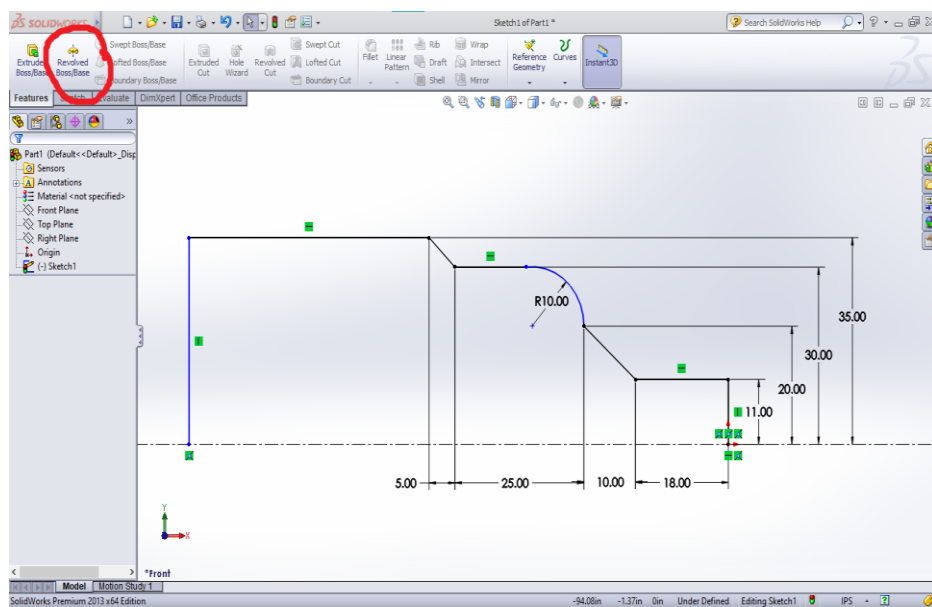 SOLIDWORKS
Sketch1 of Part1 *
Search SolidWorks Help
Extruded Boss/Base
Revolved Boss/Base
Swept Boss/Base
Lofted Boss/Base
Boundary Boss/Base
Extruded Cut
Hole Wizard
Revolved Cut
Swept Cut
Lofted Cut
Boundary Cut
Fillet
Linear Pattern
Rib
Draft
Shell
Wrap
Intersect
Mirror
Reference Geometry
Curves
Instant3D
Features
Sketch
Evaluate
DimXpert
Office Products
Part1 (Default<<Default>_Disp
Sensors
Annotations
Material <not specified>
Front Plane
Top Plane
Right Plane
Origin
(-) Sketch1
R10.00
35.00
30.00
20.00
11.00
5.00
25.00
10.00
18.00
Y
X
*Front
Model
Motion Study 1
SolidWorks Premium 2013 x64 Edition
-94.08in
-1.37in
0in
Under Defined
Editing Sketch1
IPS